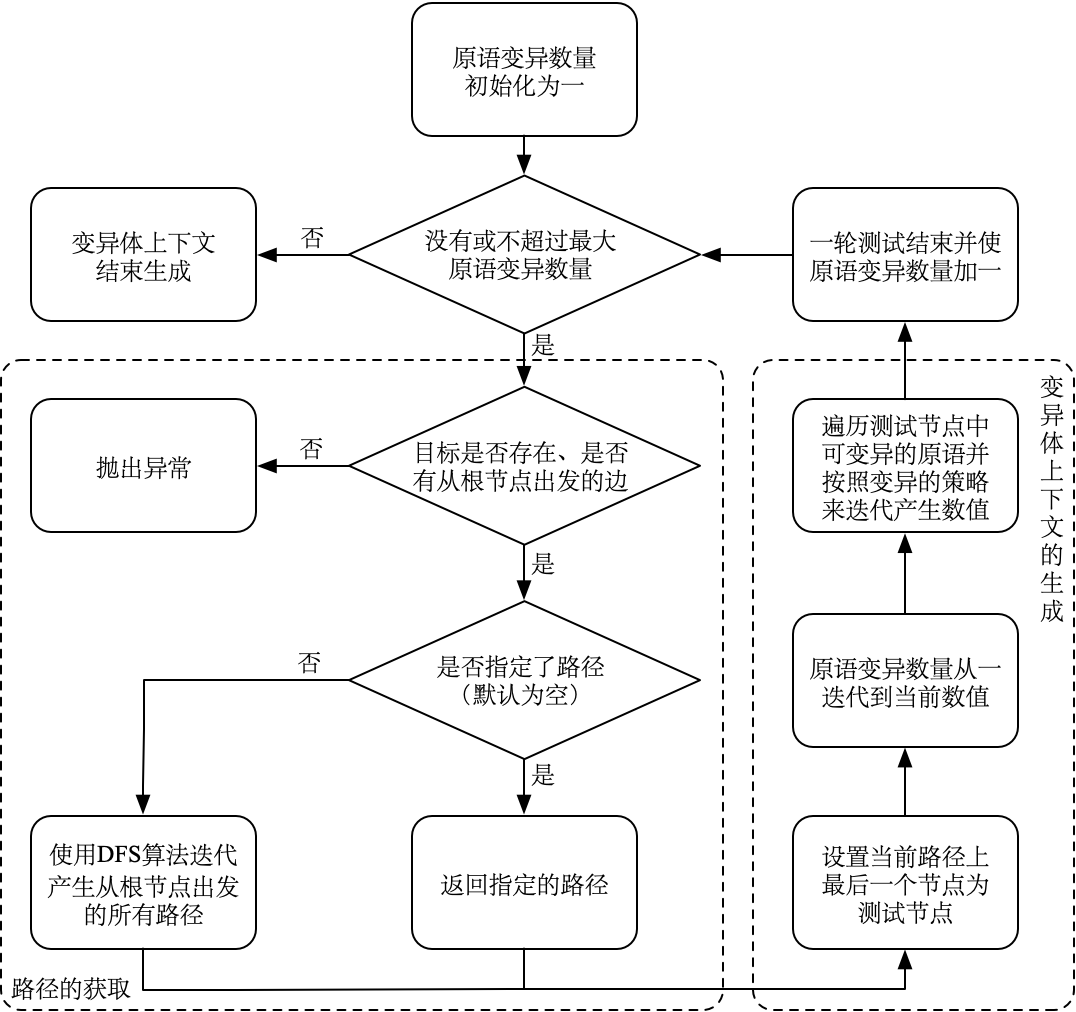 原语变异数量
初始化为一
没有或不超过最大
原语变异数量
否
变异体上下文
结束生成
一轮测试结束并使
原语变异数量加一
是
目标是否存在、是否
有从根节点出发的边
否
抛出异常
是
是否指定了路径
（默认为空）
否
是
使用DFS算法迭代
产生从根节点出发
的所有路径
返回指定的路径
路径的获取
设置当前路径上
最后一个节点为
测试节点
原语变异数量从一
迭代到当前数值
遍历测试节点中
可变异的原语并
按照变异的策略
来迭代产生数值
变异体上下文的生成